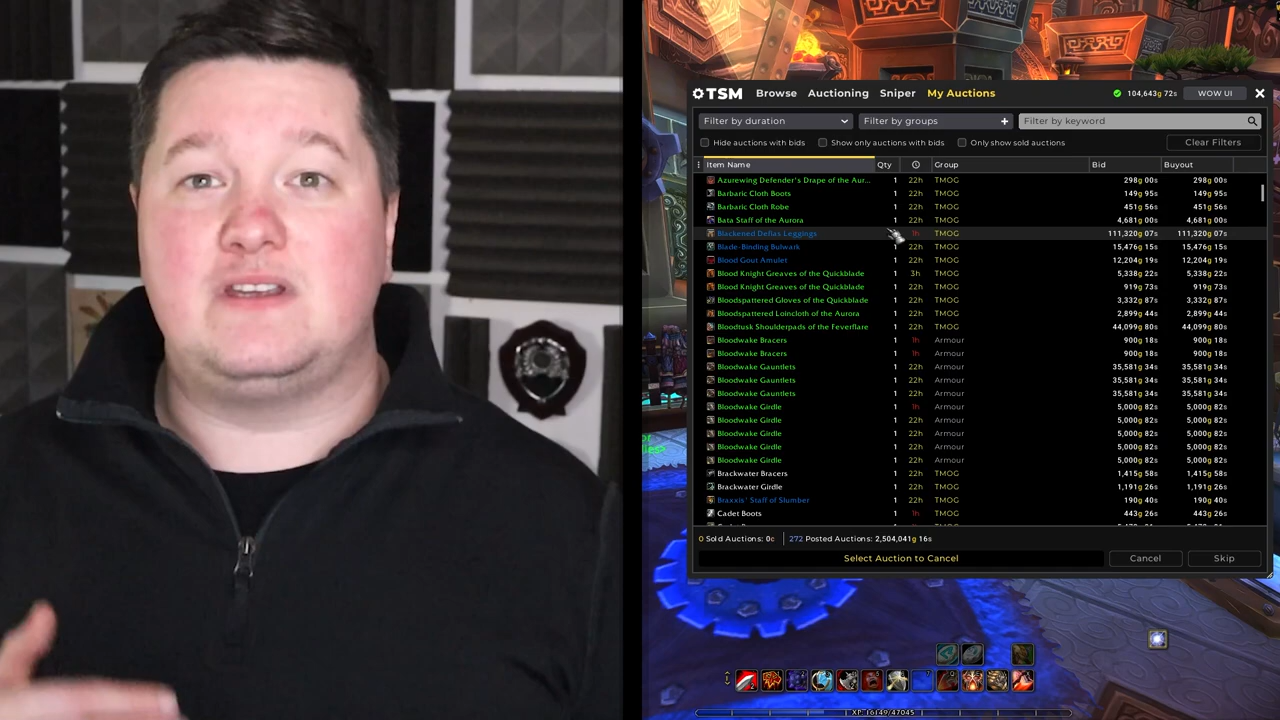 TSM Browse Auctioning Sniper My Auctions 104,643g 72s WOW UI
Filter by duration Filter by groups + Filter by keyword
Hide auctions with bids Show only auctions with bids Only show sold auctions Clear Filters
Item Name Qty Group Bid Buyout
Azurewing Defender's Drape of the Aur... 1 22h TMOG 298g 00s 298g 00s
Barbaric Cloth Boots 1 22h TMOG 149g 95s 149g 95s
Barbaric Cloth Robe 1 22h TMOG 451g 56s 451g 56s
Bata Staff of the Aurora 1 22h TMOG 4,681g 00s 4,681g 00s
Blackened Defias Leggings 1h TMOG 111,320g 07s 111,320g 07s
Blade-Binding Bulwark 1 22h TMOG 15,476g 15s 15,476g 15s
Blood Gout Amulet 1 22h TMOG 12,204g 19s 12,204g 19s
Blood Knight Greaves of the Quickblade 1 3h TMOG 5,338g 22s 5,338g 22s
Blood Knight Greaves of the Quickblade 1 22h TMOG 919g 73s 919g 73s
Bloodspattered Gloves of the Quickblade 1 22h TMOG 3,332g 87s 3,332g 87s
Bloodspattered Loincloth of the Aurora 1 22h TMOG 2,899g 44s 2,899g 44s
Bloodtusk Shoulderpads of the Feverflare 1 22h TMOG 44,099g 80s 44,099g 80s
Bloodwake Bracers 1 1h Armour 900g 18s 900g 18s
Bloodwake Bracers 1 1h Armour 900g 18s 900g 18s
Bloodwake Gauntlets 1 22h Armour 35,581g 34s 35,581g 34s
Bloodwake Gauntlets 1 22h Armour 35,581g 34s 35,581g 34s
Bloodwake Gauntlets 1 22h Armour 35,581g 34s 35,581g 34s
Bloodwake Girdle 1 1h Armour 5,000g 82s 5,000g 82s
Bloodwake Girdle 1 22h Armour 5,000g 82s 5,000g 82s
Bloodwake Girdle 1 22h Armour 5,000g 82s 5,000g 82s
Bloodwake Girdle 1 22h Armour 5,000g 82s 5,000g 82s
Bloodwake Girdle 1 22h Armour 5,000g 82s 5,000g 82s
Brackwater Bracers 1 22h TMOG 1,415g 58s 1,415g 58s
Brackwater Girdle 1 22h TMOG 1,191g 26s 1,191g 26s
Braxxis' Staff of Slumber 1 22h TMOG 190g 40s 190g 40s
Cadet Boots 1 1h TMOG 443g 26s 443g 26s
0 Sold Auctions: 0c 272 Posted Auctions: 2,504,041g 16s
Select Auction to Cancel Cancel Skip
XP 16149/47045